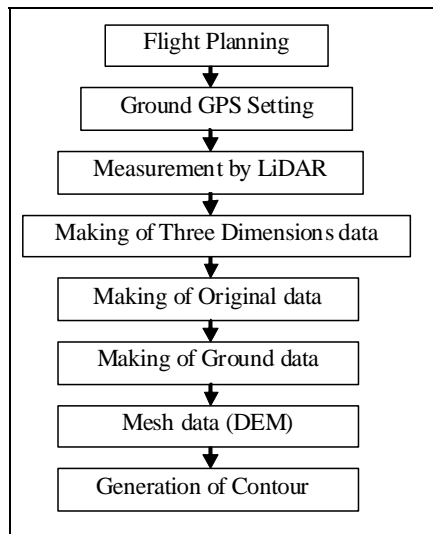 Flight Planning
Ground GPS Setting
Measurement by LiDAR
Making of Three Dimensions data
Making of Original data
Making of Ground data
Mesh data (DEM)
Generation of Contour